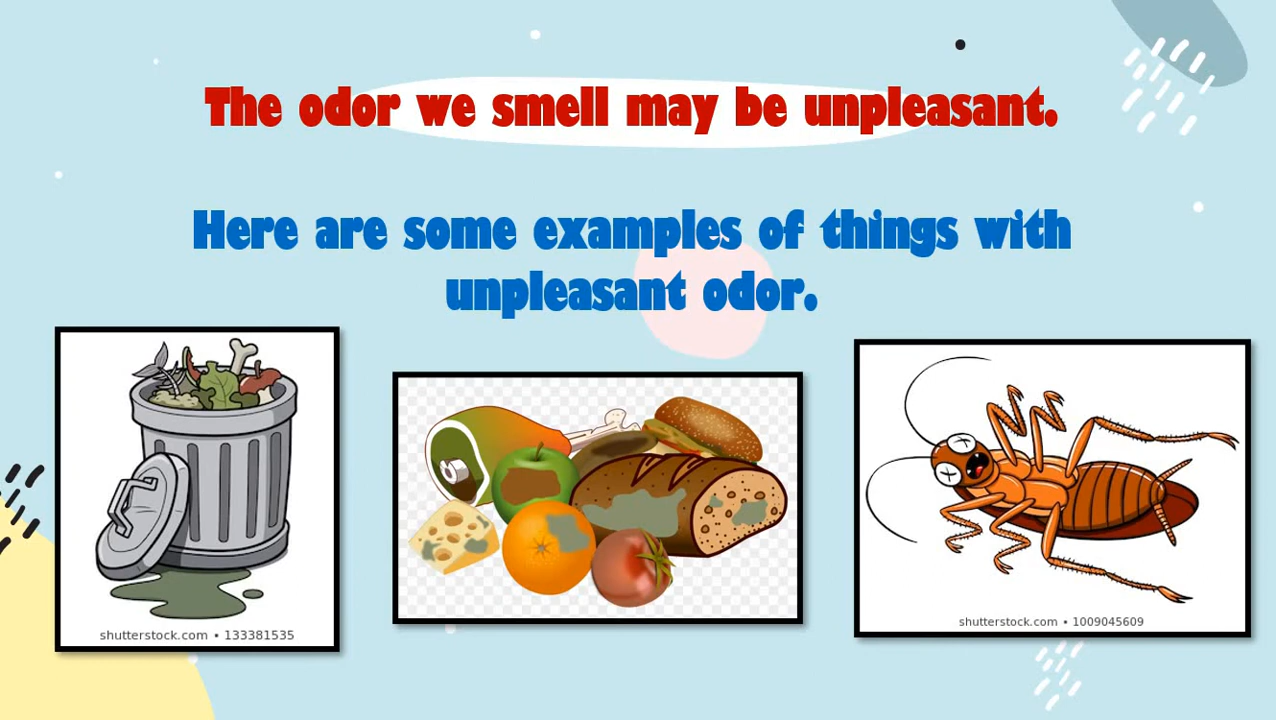 The odor we smell may be unpleasant.
Here are some examples of things with
unpleasant odor.
shutterstock.com • 133381535
shutterstock.com • 1009045609